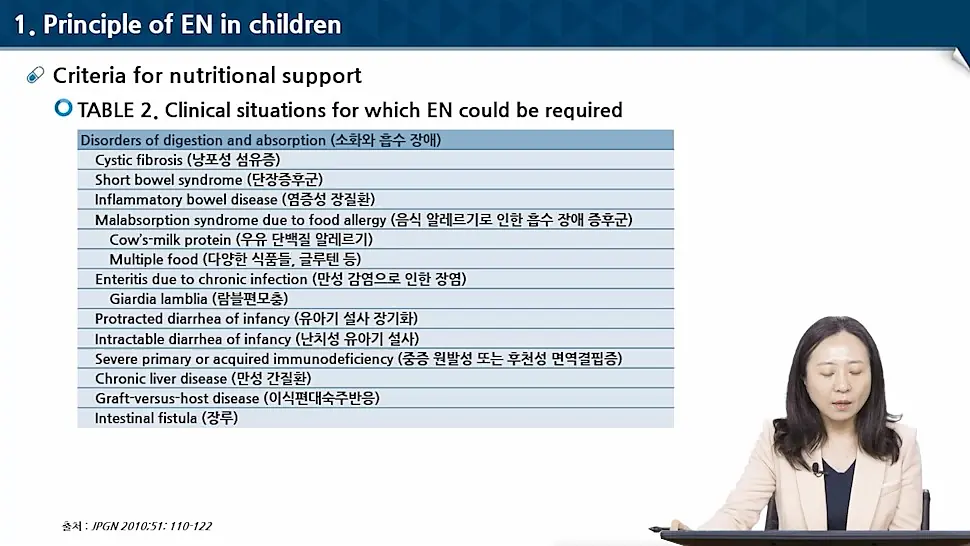 1. Principle of EN in children
Criteria for nutritional support
TABLE 2. Clinical situations for which EN could be required
Disorders of digestion and absorption (소화와 흡수 장애)
Cystic fibrosis (낭포성 섬유증)
Short bowel syndrome (단장증후군)
Inflammatory bowel disease (염증성 장질환)
Malabsorption syndrome due to food allergy (음식 알레르기로 인한 흡수 장애 증후군)
Cow's-milk protein (우유 단백질 알레르기)
Multiple food (다양한 식품들, 글루텐 등)
Enteritis due to chronic infection (만성 감염으로 인한 장염)
Giardia lamblia (람블편모충)
Protracted diarrhea of infancy (유아기 설사 장기화)
Intractable diarrhea of infancy (난치성 유아기 설사)
Severe primary or acquired immunodeficiency (중증 원발성 또는 후천성 면역결핍증)
Chronic liver disease (만성 간질환)
Graft-versus-host disease (이식편대숙주반응)
Intestinal fistula (장루)
출처 : JPGN 2010;51: 110-122